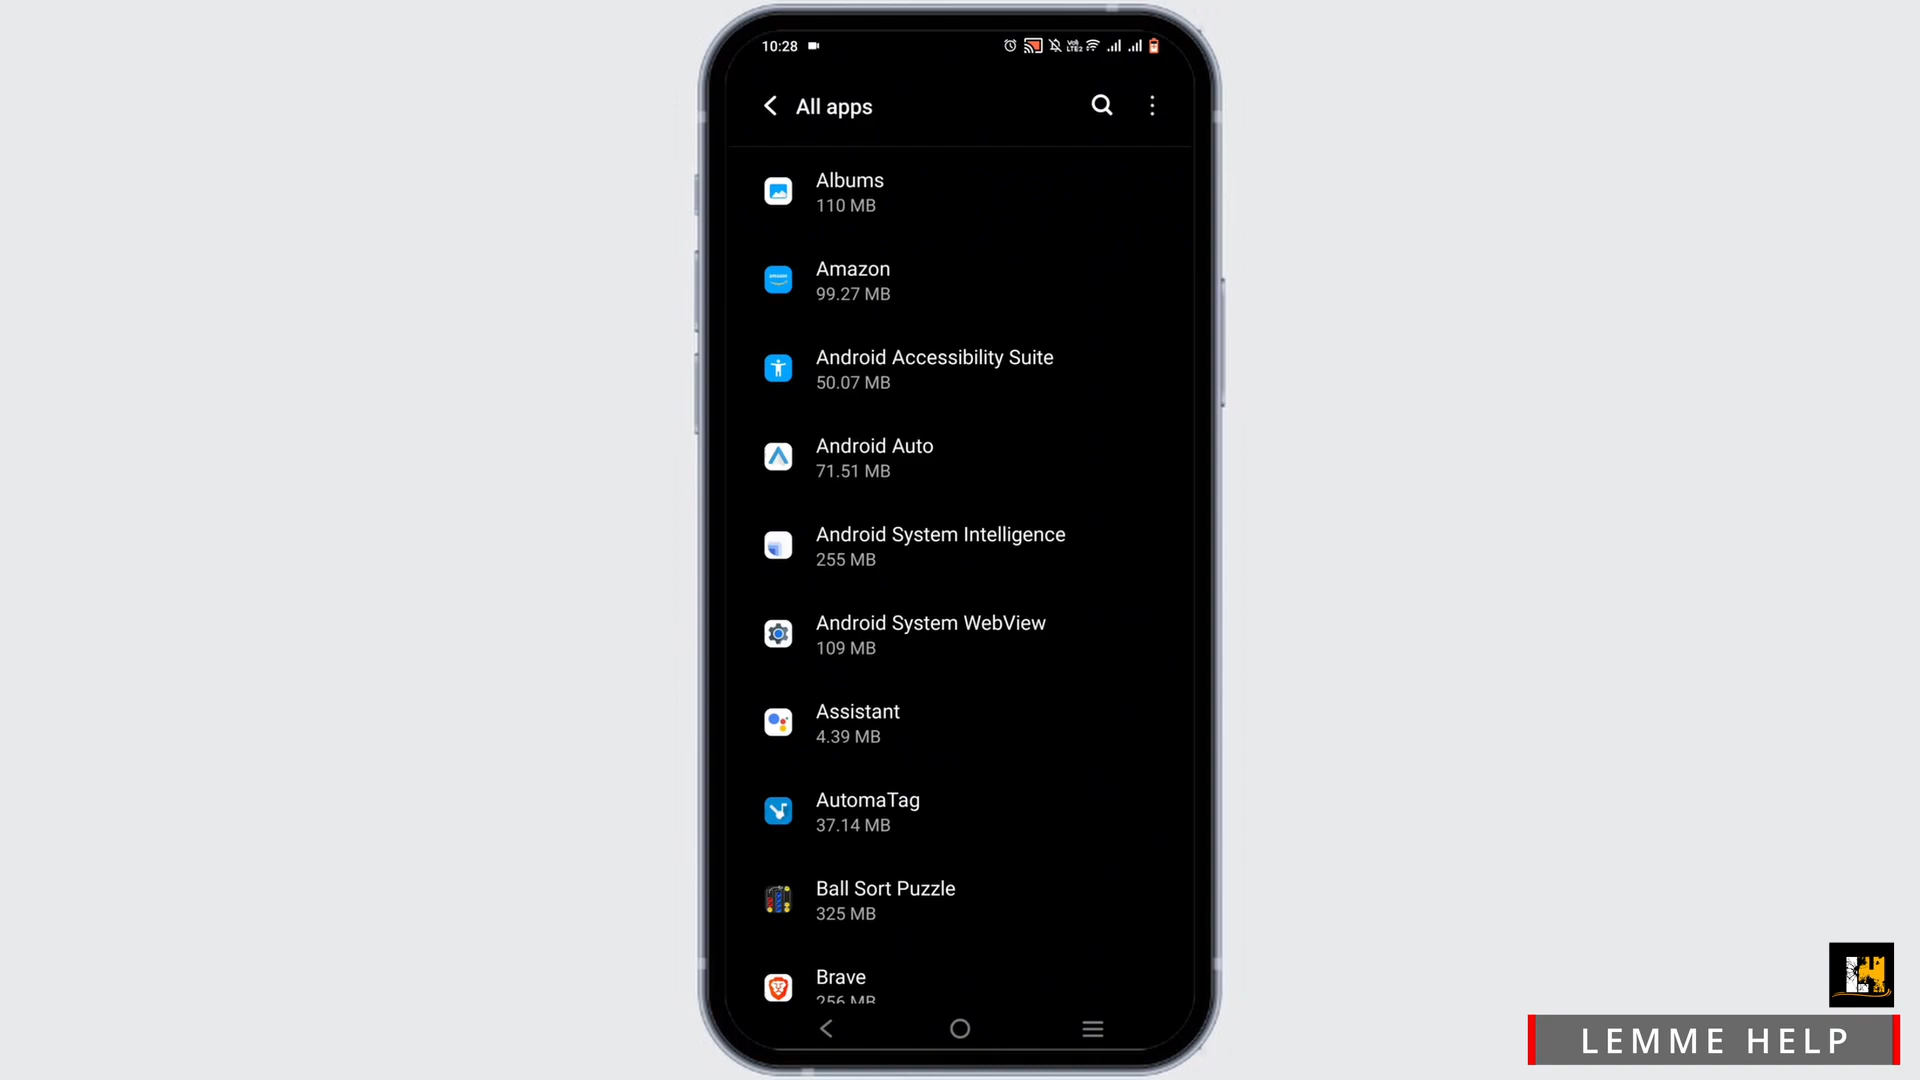 10:28
All apps
Albums
110 MB
Amazon
99.27 MB
Android Accessibility Suite
50.07 MB
Android Auto
71.51 MB
Android System Intelligence
255 MB
Android System WebView
109 MB
Assistant
4.39 MB
AutomaTag
37.14 MB
Ball Sort Puzzle
325 MB
Brave
256 MB
LEMME HELP